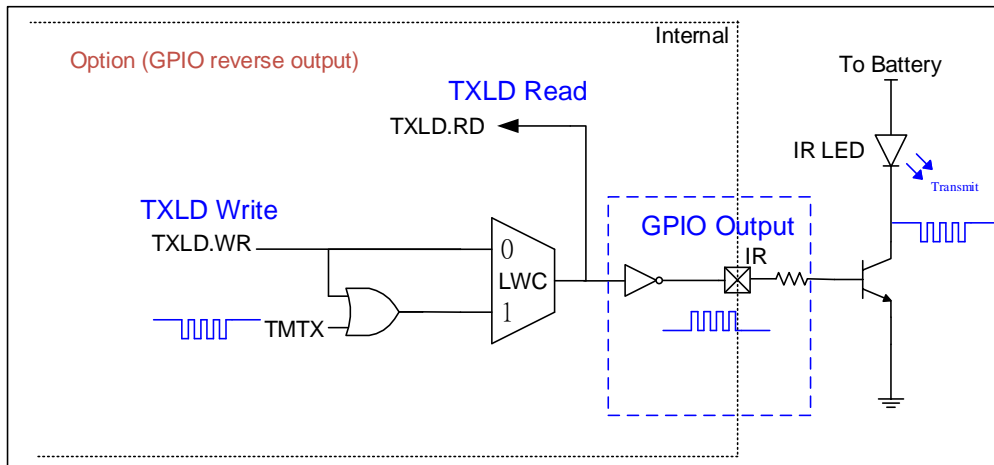 Internal
Option (GPIO reverse output)
To Battery
TXLD Read
TXLD.RD
IR LED
Transmit
TXLD Write
TXLD.WR
GPIO Output
0
IR
LWC
1
TMTX